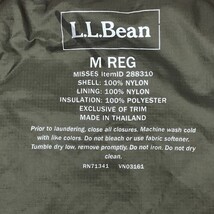 L.L.Bean
M REG
MISSES itemID 288310
SHELL: 100% NYLON
LINING: 100% NYLON
INSULATION: 100% POLYESTER
EXCLUSIVE OF TRIM
MADE IN THAILAND
Prior to laundering, close all closures. Machine wash cold
with like colors. Do not bleach or use fabric softener.
Tumble dry low, remove promptly. Do not iron. Do not
dry clean.
RN71341 VN03161